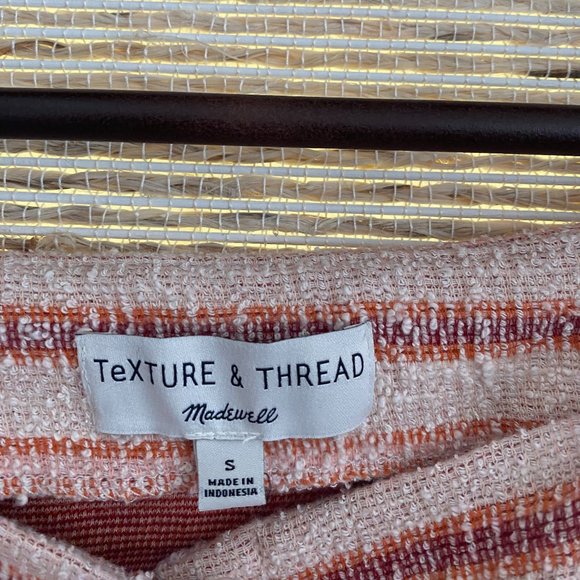 TeXTURE & THREAD
Madewell
S
MADE IN
INDONESIA